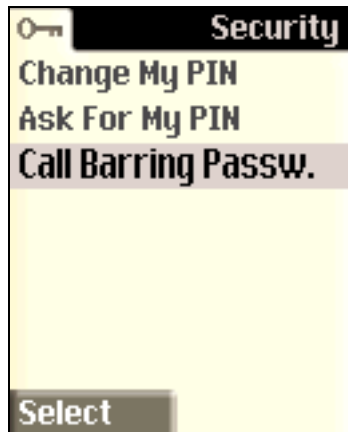 Security
Change My PIN
Ask For My PIN
Call Barring Passw.
Select